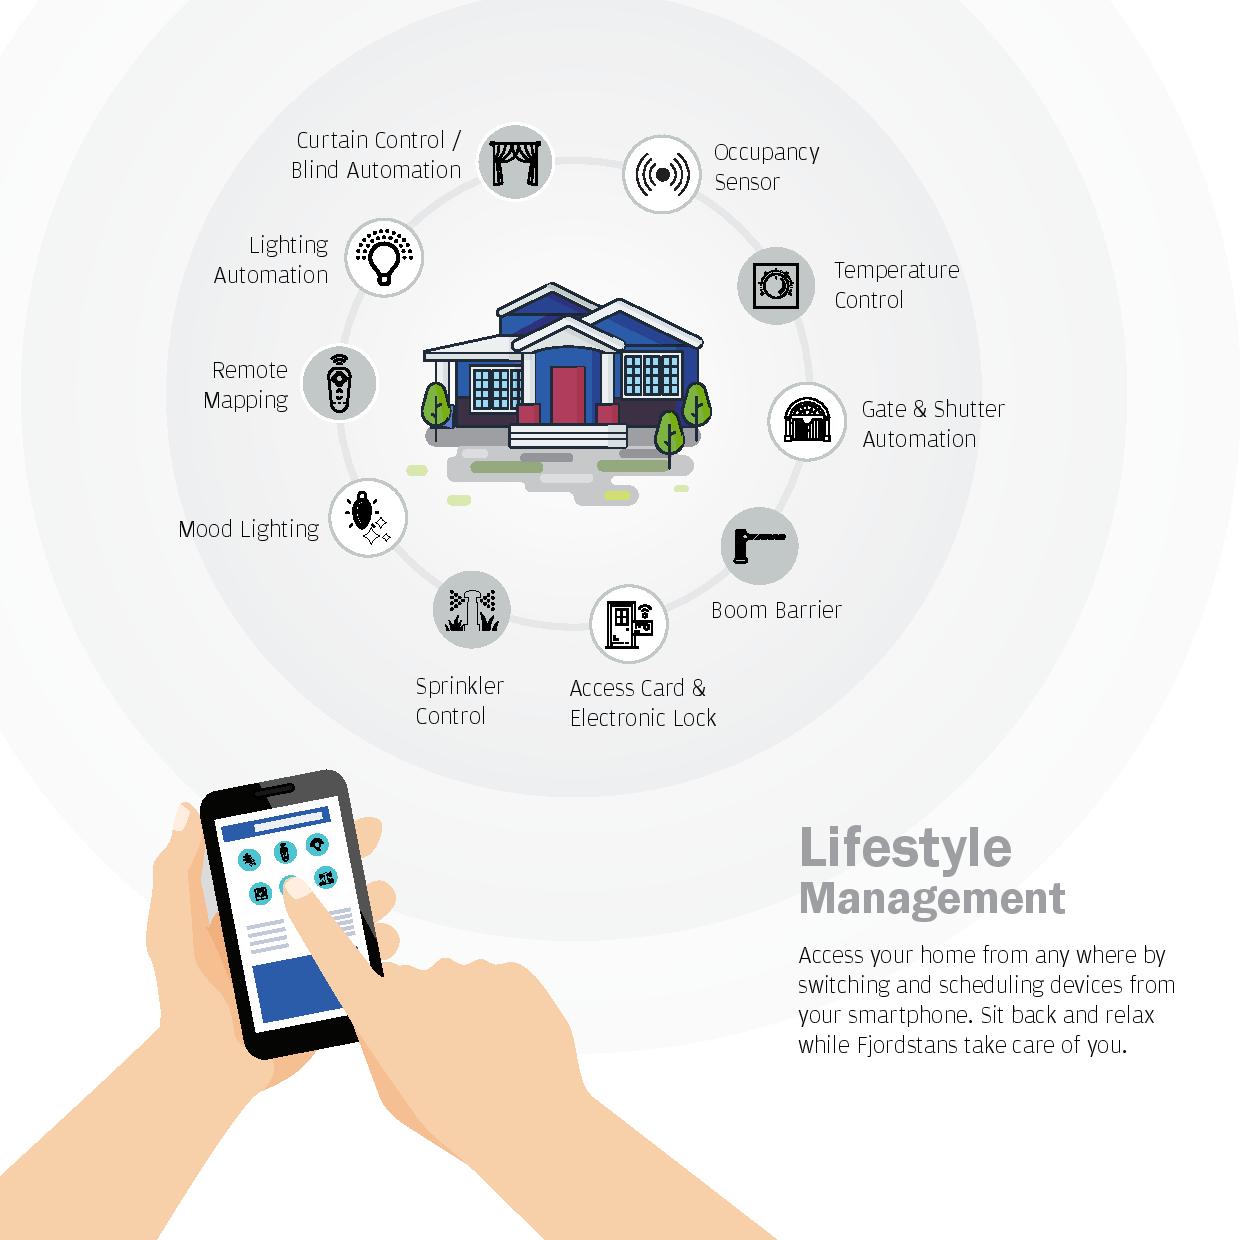 Curtain Control /
Blind Automation
Occupancy
Sensor
Lighting
Automation
Temperature
Control
Remote
Mapping
Gate & Shutter
Automation
Mood Lighting
Boom Barrier
Sprinkler
Control
Access Card &
Electronic Lock
Lifestyle
Management
Access your home from any where by
switching and scheduling devices from
your smartphone. Sit back and relax
while Fjordstans take care of you.